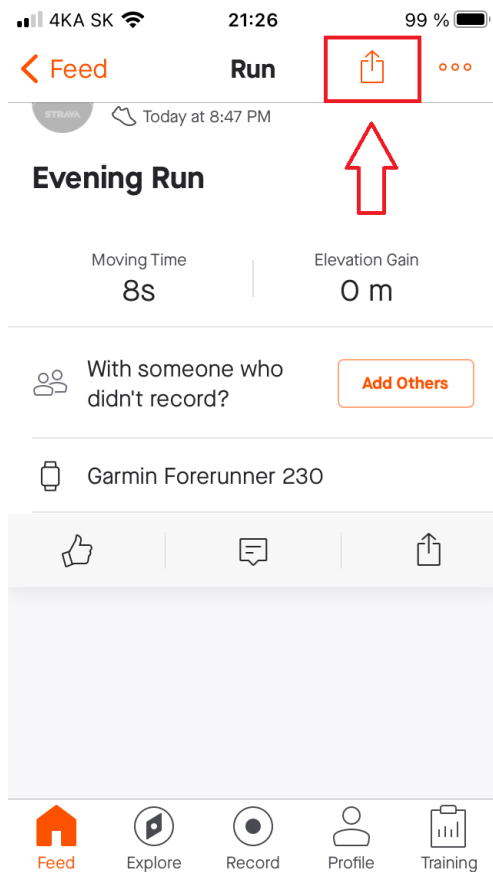 4KA SK 21:26 99 %
Feed Run
STRAVA Today at 8:47 PM
Evening Run
Moving Time Elevation Gain
8s 0 m
With someone who
didn't record?
Add Others
Garmin Forerunner 230
Feed Explore Record Profile Training